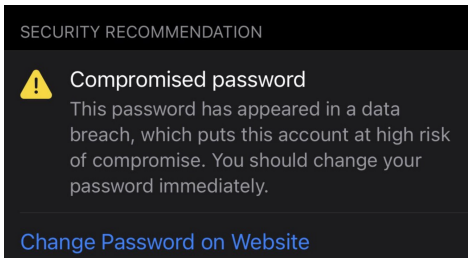 SECURITY RECOMMENDATION
Compromised password
This password has appeared in a data
breach, which puts this account at high risk
of compromise. You should change your
password immediately.
Change Password on Website